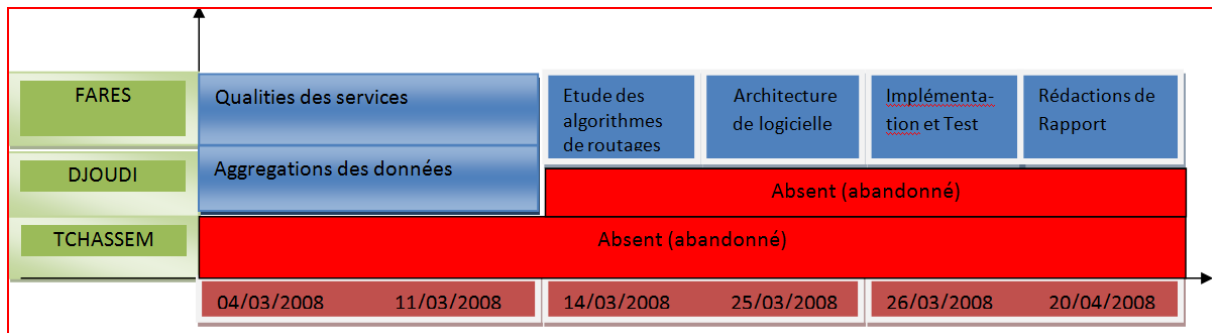 FARES
Qualities des services
Etude des
algorithmes
de routages
Architecture
de logicielle
Implémenta-
tion et Test
Rédactions de
Rapport
DJOUDI
Aggregations des données
Absent (abandonné)
TCHASSEM
Absent (abandonné)
04/03/2008 11/03/2008 14/03/2008 25/03/2008 26/03/2008 20/04/2008